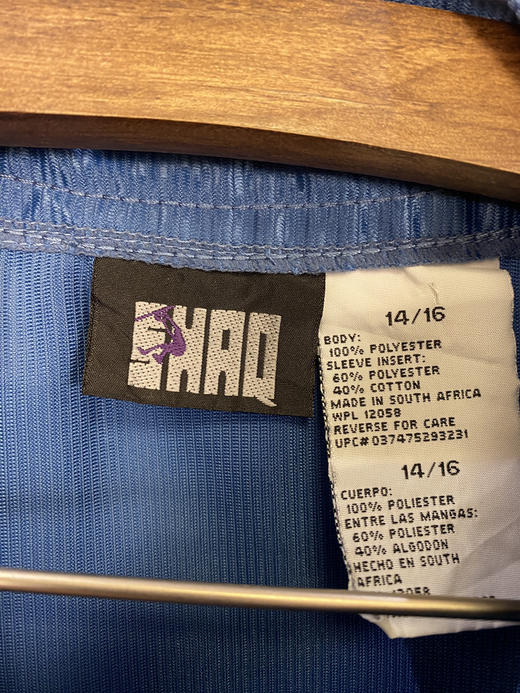 SHAQ
14/16
BODY:
100% POLYESTER
SLEEVE INSERT:
60% POLYESTER
40% COTTON
MADE IN SOUTH AFRICA
WPL 12058
REVERSE FOR CARE
UPC# 037475293231
14/16
CUERPO:
100% POLIESTER
ENTRE LAS MANGAS:
60% POLIESTER
40% ALGODON
HECHO EN SOUTH
AFRICA
12058